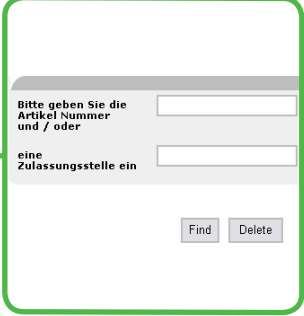 Bitte geben Sie die
Artikel Nummer
und / oder
eine
Zulassungsstelle ein
Find Delete